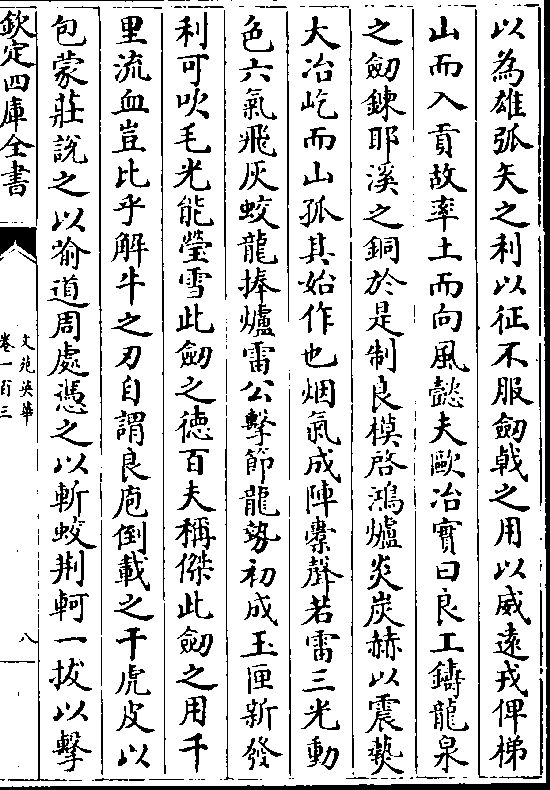 以為雄弧矢之利以征不服劒㦸之用以威遠戎俾梯
山而入貢故率土而向風懿夫歐冶實曰良工鑄龍泉
之劒鍊耶溪之銅於是制良模啓鴻爐炎炭赫以震爇
大冶屹而山孤其始作也烟氣成陣橐聲若雷三光動
色六氣飛灰蛟龍捧爐雷公擊節龍勢初成玉匣新發
利可吹毛光能瑩雪此劒之徳百夫稱傑此劒之用千
里流血豈比乎解牛之刃自謂良庖倒載之干虎皮以
包蒙莊說之以喻道周處憑之以斬蛟荆軻一拔以擊
欽定四庫全書
文苑英華
卷一百三
八